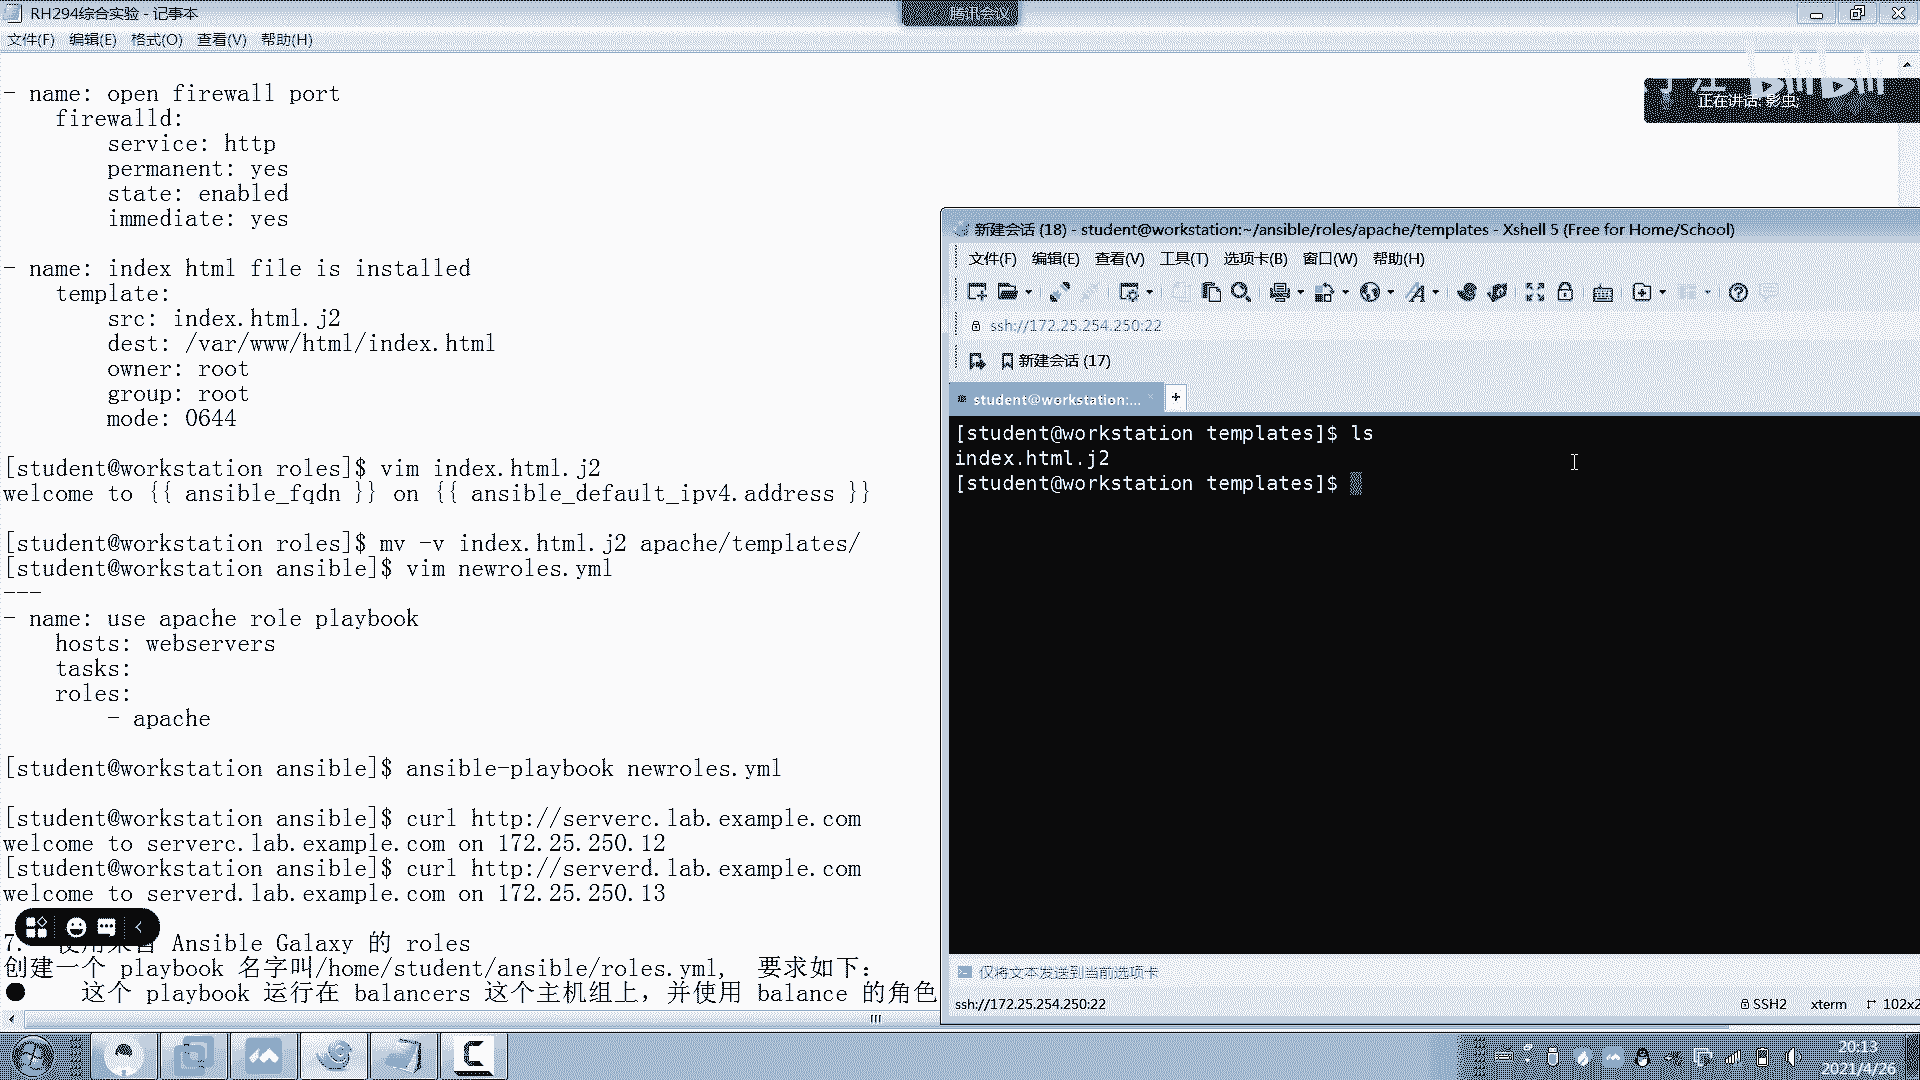 RH294综合实验 - 记事本
腾讯会议
文件(F) 编辑(E) 格式(O) 查看(V) 帮助(H)
- name: open firewall port
firewalld:
service: http
permanent: yes
state: enabled
immediate: yes
- name: index html file is installed
template:
src: index.html.j2
dest: /var/www/html/index.html
owner: root
group: root
mode: 0644
[student@workstation roles]$ vim index.html.j2
welcome to {{ ansible_fqdn }} on {{ ansible_default_ipv4.address }}
[student@workstation roles]$ mv -v index.html.j2 apache/templates/
[student@workstation ansible]$ vim newroles.yml
---
- name: use apache role playbook
hosts: webservers
tasks:
roles:
- apache
[student@workstation ansible]$ ansible-playbook newroles.yml
[student@workstation ansible]$ curl http://serverc.lab.example.com
welcome to serverc.lab.example.com on 172.25.250.12
[student@workstation ansible]$ curl http://serverd.lab.example.com
welcome to serverd.lab.example.com on 172.25.250.13
7. Ansible Galaxy 的 roles
创建一个 playbook 名字叫/home/student/ansible/roles.yml, 要求如下：
● 这个 playbook 运行在 balancers 这个主机组上，并使用 balance 的角色
正在讲话:
bilibili
新建会话 (18) - student@workstation:~/ansible/roles/apache/templates - Xshell 5 (Free for Home/School)
文件(F) 编辑(E) 查看(V) 工具(T) 选项卡(B) 窗口(W) 帮助(H)
ssh://172.25.254.250:22
新建会话 (17)
student@workstation:...
[student@workstation templates]$ ls
index.html.j2
[student@workstation templates]$
仅将文本发送到当前选项卡
ssh://172.25.254.250:22 SSH2 xterm 102x2
20:13
2021/4/26